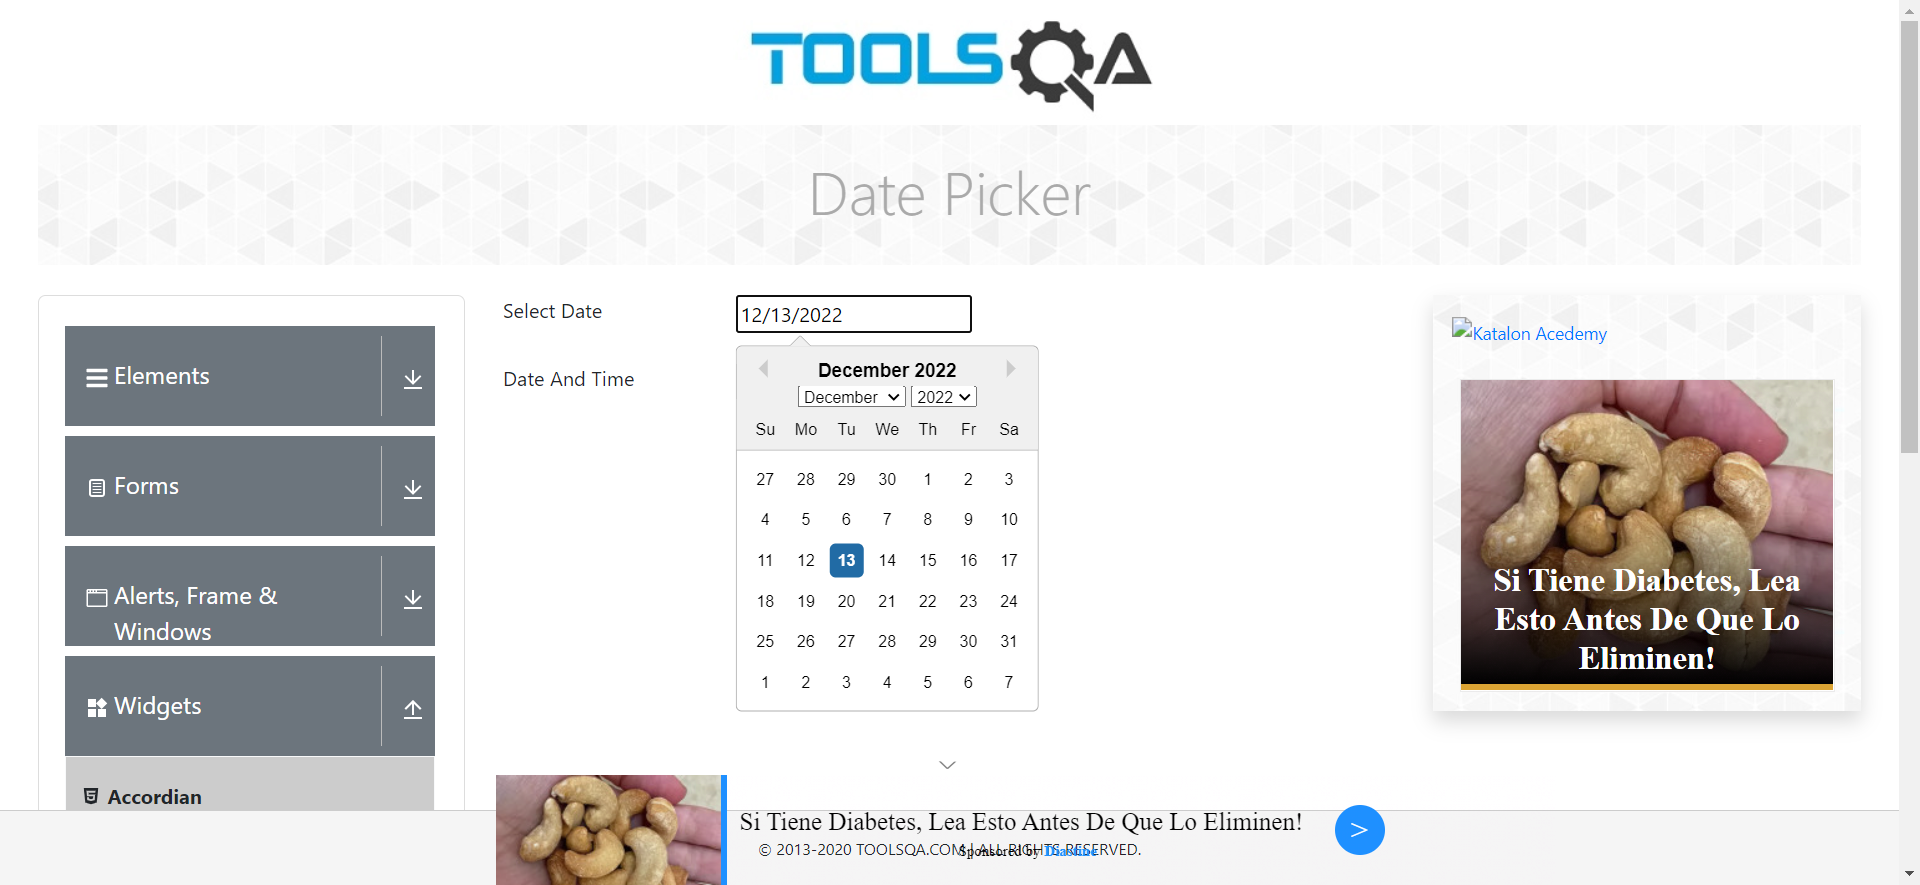 TOOLSQA
Date Picker
Elements
Forms
Alerts, Frame &
Windows
Widgets
Accordian
Select Date
12/13/2022
Date And Time
December 2022
December 2022
Su Mo Tu We Th Fr Sa
27 28 29 30 1 2 3
4 5 6 7 8 9 10
11 12 13 14 15 16 17
18 19 20 21 22 23 24
25 26 27 28 29 30 31
1 2 3 4 5 6 7
Katalon Acedemy
Si Tiene Diabetes, Lea
Esto Antes De Que Lo
Eliminen!
Si Tiene Diabetes, Lea Esto Antes De Que Lo Eliminen!
>
© 2013-2020 TOOLSQA.COM | ALL RIGHTS RESERVED.
Sponsored by